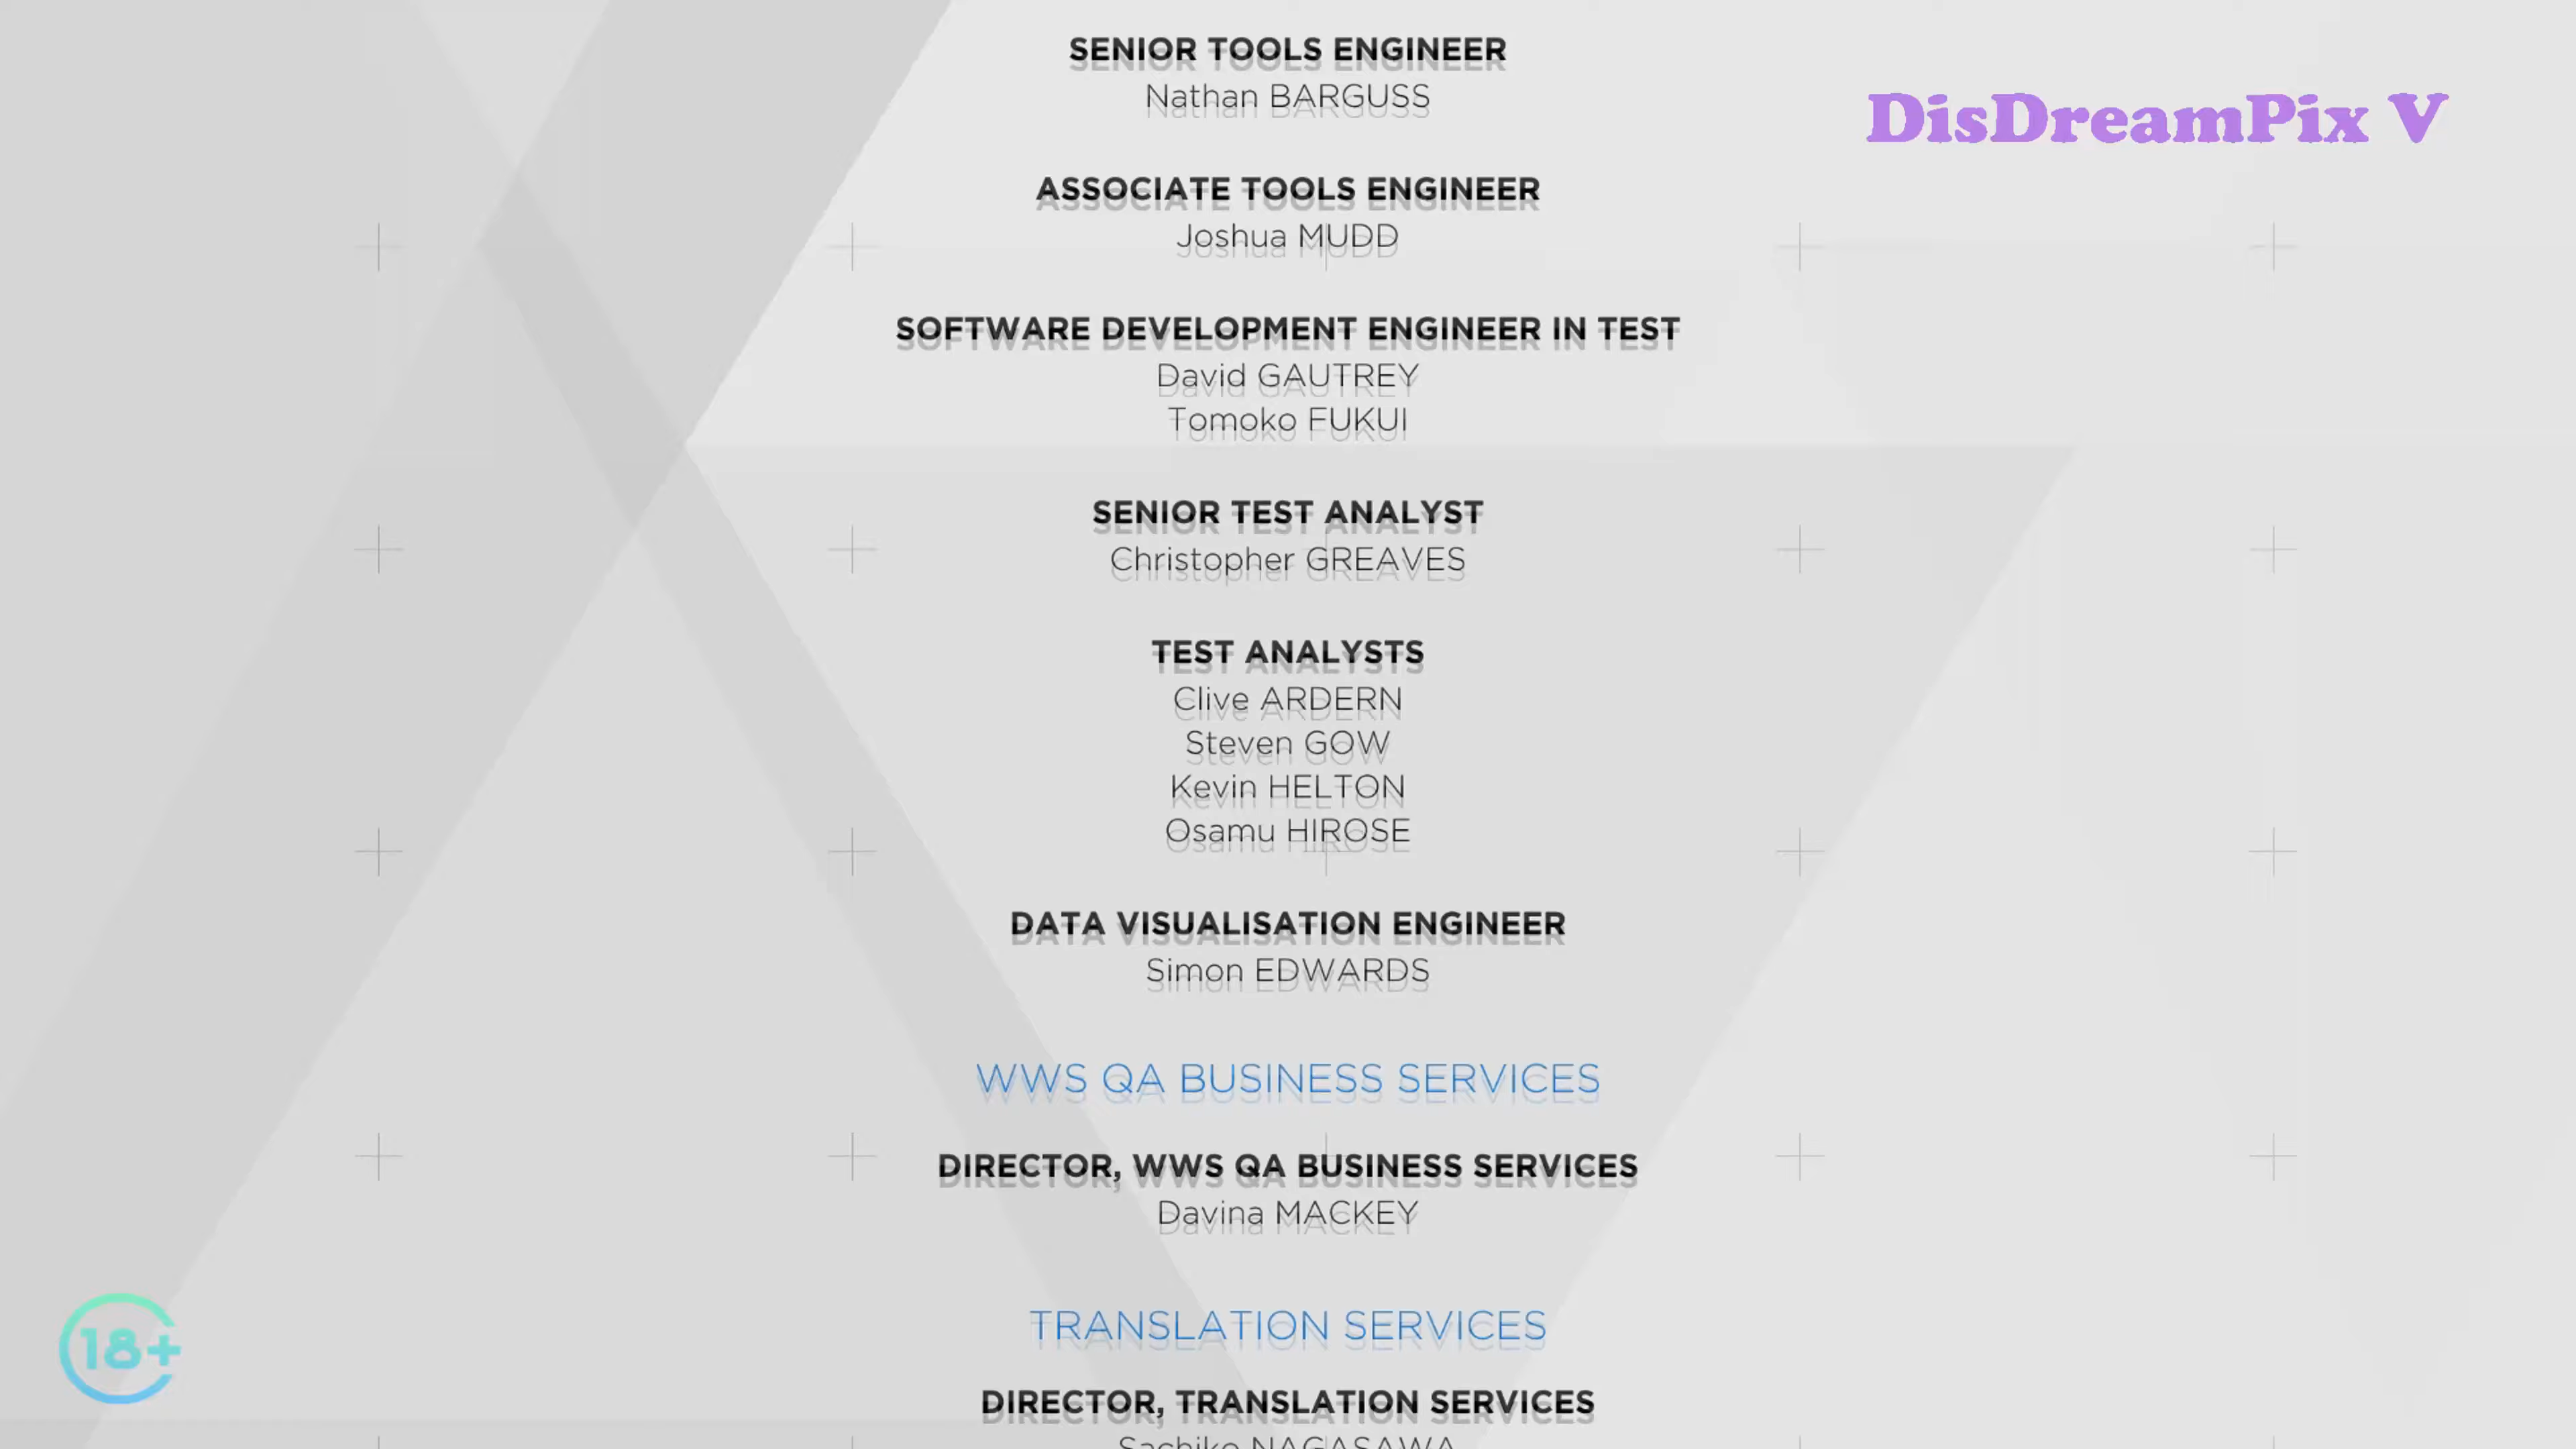 SENIOR TOOLS ENGINEER
Nathan BARGUSS
DisDreamPix V
ASSOCIATE TOOLS ENGINEER
Joshua MUDD
SOFTWARE DEVELOPMENT ENGINEER IN TEST
David GAUTREY
Tomoko FUKUI
SENIOR TEST ANALYST
Christopher GREAVES
TEST ANALYSTS
Clive ARDERN
Steven GOW
Kevin HELTON
Osamu HIROSE
DATA VISUALISATION ENGINEER
Simon EDWARDS
WWS QA BUSINESS SERVICES
DIRECTOR, WWS QA BUSINESS SERVICES
Davina MACKEY
TRANSLATION SERVICES
18+
DIRECTOR, TRANSLATION SERVICES
Sachiko NAGASAWA